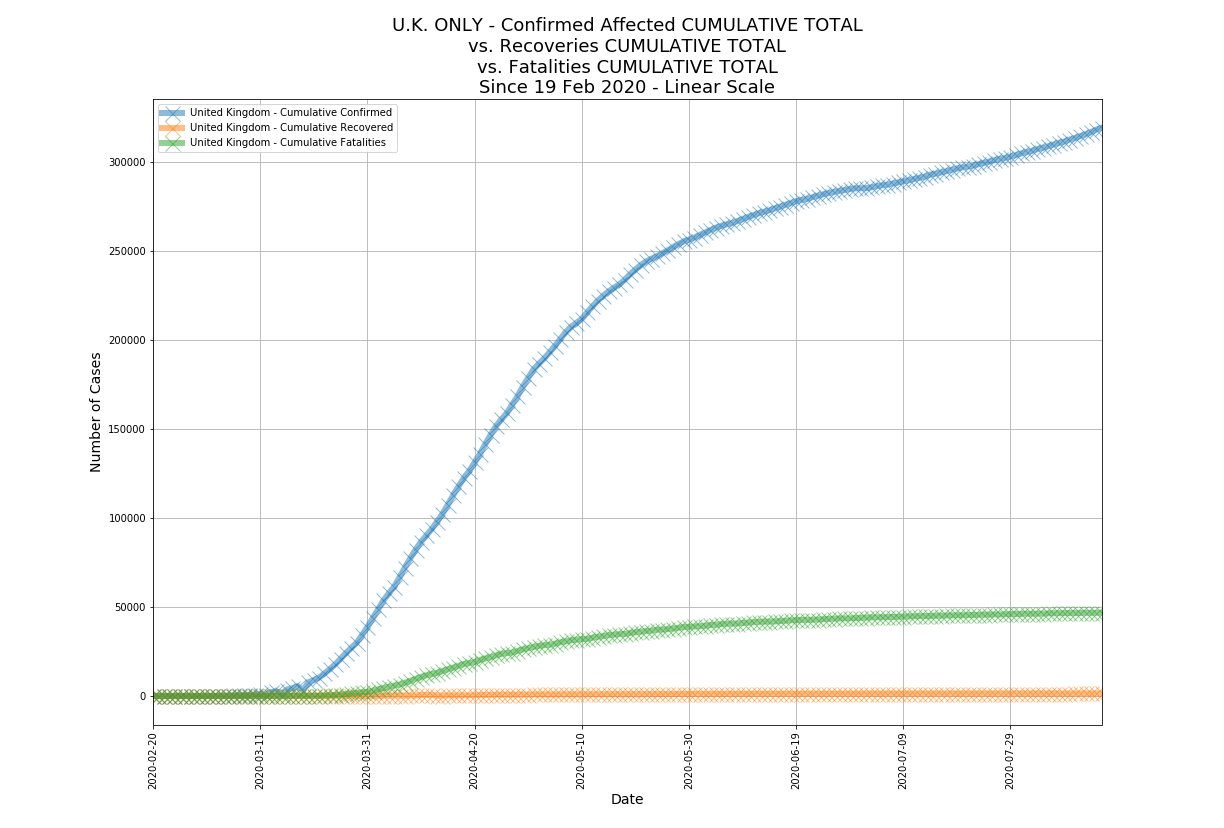 U.K. ONLY - Confirmed Affected CUMULATIVE TOTAL
vs. Recoveries CUMULATIVE TOTAL
vs. Fatalities CUMULATIVE TOTAL
Since 19 Feb 2020 - Linear Scale
United Kingdom - Cumulative Confirmed
United Kingdom - Cumulative Recovered
United Kingdom - Cumulative Fatalities
Number of Cases
300000
250000
200000
150000
100000
50000
0
2020-02-20
2020-03-11
2020-03-31
2020-04-20
2020-05-10
2020-05-30
2020-06-19
2020-07-09
2020-07-29
Date